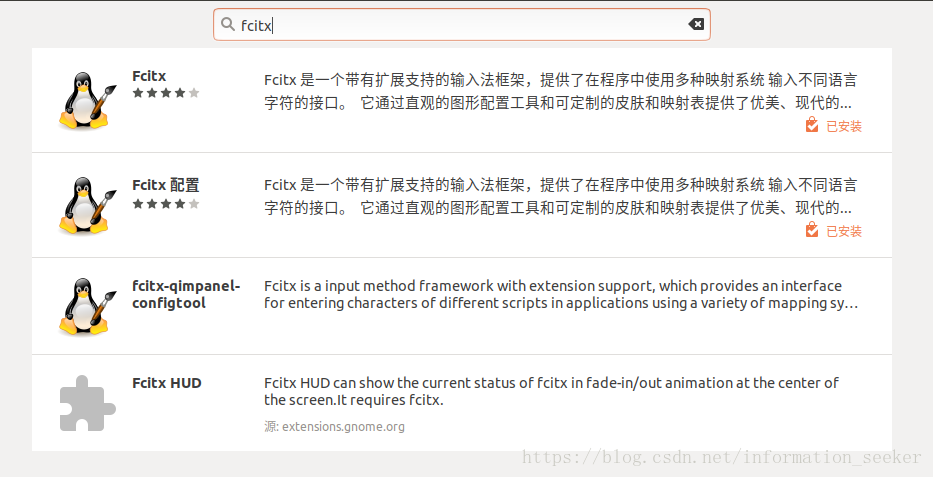 fcitx
Fcitx
Fcitx 是一个带有扩展支持的输入法框架，提供了在程序中使用多种映射系统 输入不同语言
字符的接口。 它通过直观的图形配置工具和可定制的皮肤和映射表提供了优美、现代的...
已安装
Fcitx 配置
Fcitx 是一个带有扩展支持的输入法框架，提供了在程序中使用多种映射系统 输入不同语言
字符的接口。 它通过直观的图形配置工具和可定制的皮肤和映射表提供了优美、现代的...
已安装
fcitx-qimpanel-
configtool
Fcitx is a input method framework with extension support, which provides an interface
for entering characters of different scripts in applications using a variety of mapping sy...
Fcitx HUD
Fcitx HUD can show the current status of fcitx in fade-in/out animation at the center of
the screen.It requires fcitx.
源: extensions.gnome.org
https://blog.csdn.net/information_seeker